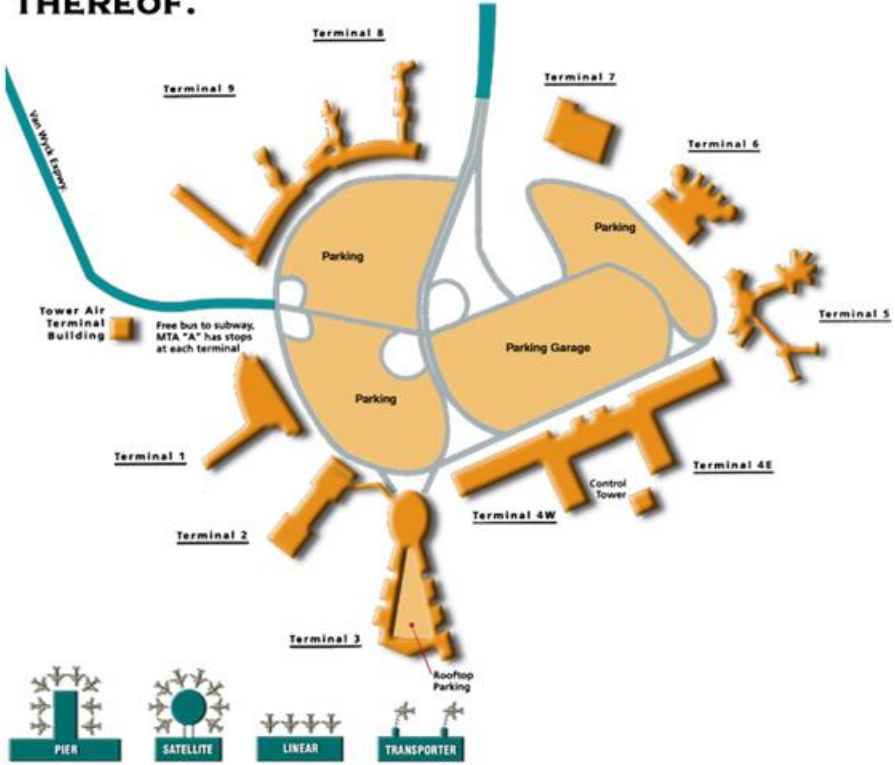 THEREOF.
Terminal 8
Terminal 7
Terminal 9
Van Wyck Expwy.
Terminal 6
Parking
Parking
Tower Air
Terminal
Building
Free bus to subway,
MTA "A" has stops
at each terminal
Terminal 5
Parking Garage
Parking
Terminal 1
Terminal 4E
Control
Tower
Terminal 4W
Terminal 2
Terminal 3
Rooftop
Parking
PIER
SATELLITE
LINEAR
TRANSPORTER